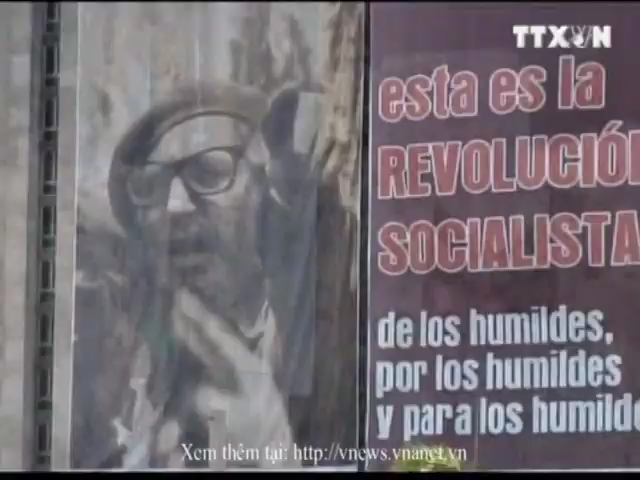 TTXVN
esta es la
REVOLUCIÓN
SOCIALISTA
de los humildes,
por los humildes
y para los humilde
Xem thêm tại: http://vnews.vnanet.vn